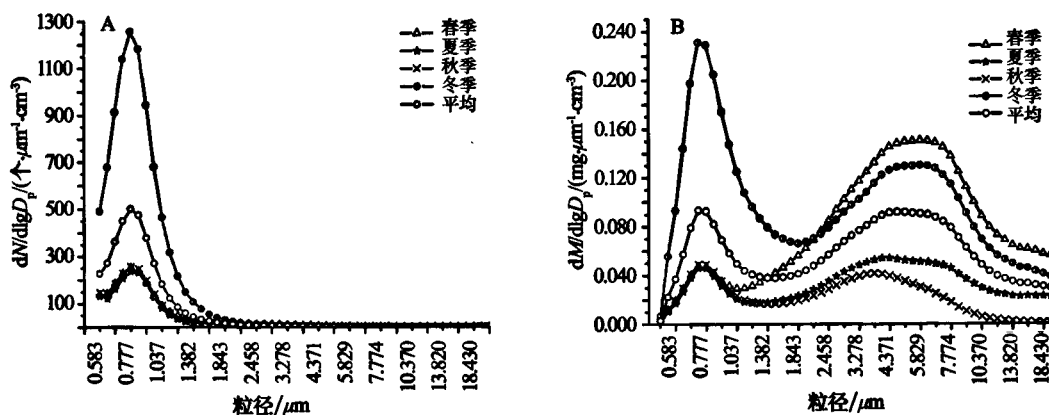 A
1300
1100
900
700
500
300
100
dN/dlgDp/(个·μm⁻¹·cm⁻³)
春季
夏季
秋季
冬季
平均
0.583
0.777
1.037
1.382
1.843
2.458
3.278
4.371
5.829
7.774
10.370
13.820
18.430
粒径/μm
B
0.240
0.200
0.160
0.120
0.080
0.040
0.000
dM/dlgDp/(mg·μm⁻¹·cm⁻³)
春季
夏季
秋季
冬季
平均
0.583
0.777
1.037
1.382
1.843
2.458
3.278
4.371
5.829
7.774
10.370
13.820
18.430
粒径/μm